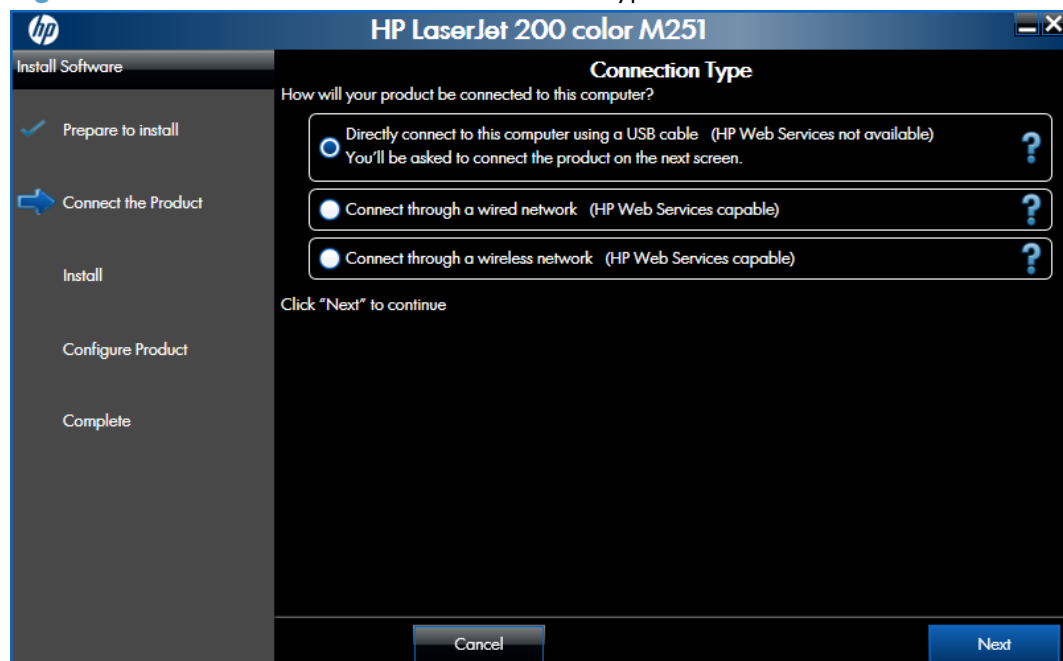 hp
HP LaserJet 200 color M251
Install Software
Prepare to install
Connect the Product
Install
Configure Product
Complete
Connection Type
How will your product be connected to this computer?
Directly connect to this computer using a USB cable (HP Web Services not available)
You'll be asked to connect the product on the next screen.
?
Connect through a wired network (HP Web Services capable)
?
Connect through a wireless network (HP Web Services capable)
?
Click "Next" to continue
Cancel
Next